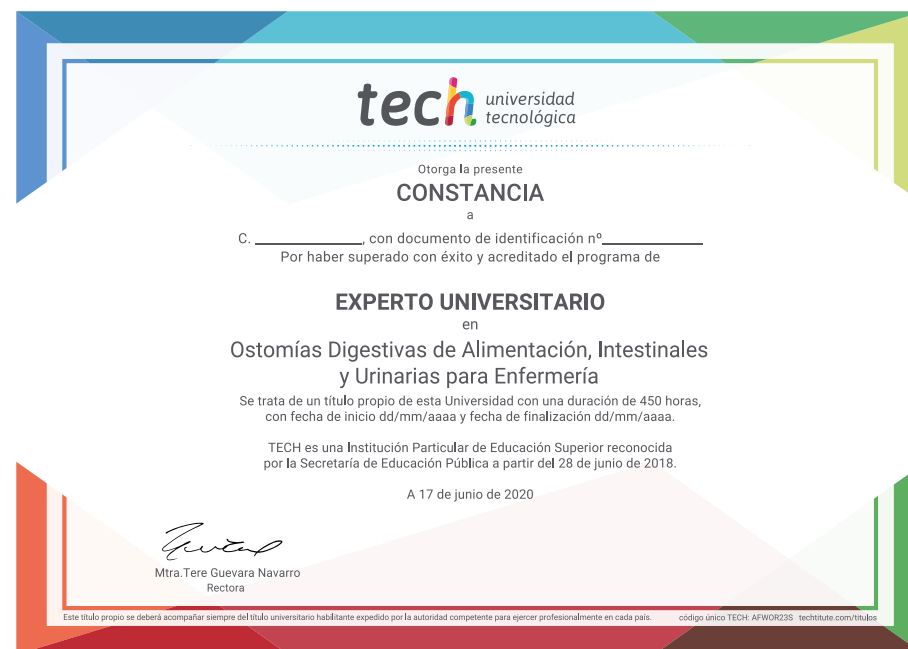 tech universidad
tecnológica
Otorga la presente
CONSTANCIA
a
C. ____________, con documento de identificación nº____________
Por haber superado con éxito y acreditado el programa de
EXPERTO UNIVERSITARIO
en
Ostomías Digestivas de Alimentación, Intestinales
y Urinarias para Enfermería
Se trata de un título propio de esta Universidad con una duración de 450 horas,
con fecha de inicio dd/mm/aaaa y fecha de finalización dd/mm/aaaa.
TECH es una Institución Particular de Educación Superior reconocida
por la Secretaría de Educación Pública a partir del 28 de junio de 2018.
A 17 de junio de 2020
Mtra.Tere Guevara Navarro
Rectora
Este título propio se deberá acompañar siempre del título universitario habilitante expedido por la autoridad competente para ejercer profesionalmente en cada país. código único TECH: AFWOR23S techtitute.com/titulos